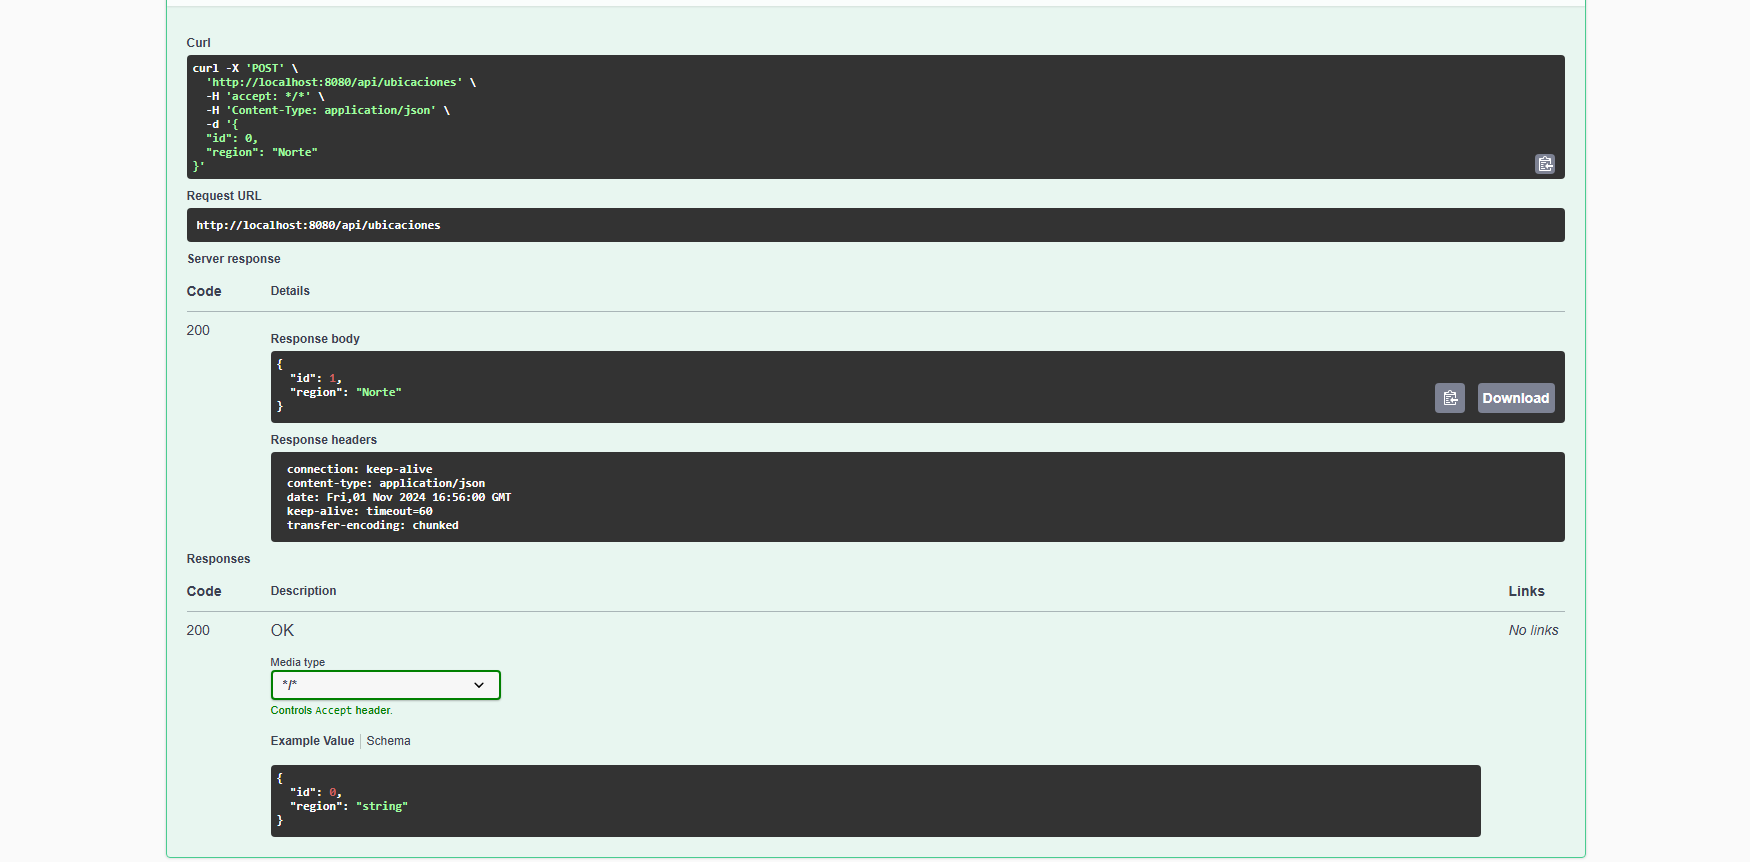 Curl
curl -X 'POST' \
  'http://localhost:8080/api/ubicaciones' \
  -H 'accept: */*' \
  -H 'Content-Type: application/json' \
  -d '{
  "id": 0,
  "region": "Norte"
}'
Request URL
http://localhost:8080/api/ubicaciones
Server response
Code Details
200
Response body
{
  "id": 1,
  "region": "Norte"
}
Download
Response headers
connection: keep-alive
content-type: application/json
date: Fri,01 Nov 2024 16:56:00 GMT
keep-alive: timeout=60
transfer-encoding: chunked
Responses
Code Description Links
200 OK No links
Media type
*/*
Controls Accept header.
Example Value Schema
{
  "id": 0,
  "region": "string"
}